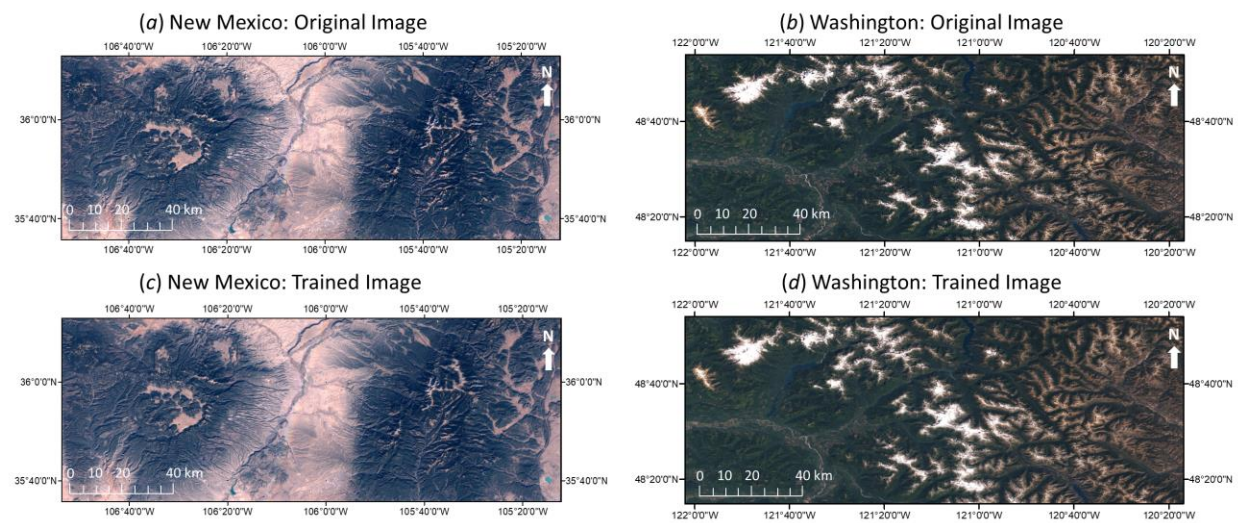 (a) New Mexico: Original Image
106°40'0"W 106°20'0"W 106°0'0"W 105°40'0"W 105°20'0"W
N
36°0'0"N 36°0'0"N
35°40'0"N 35°40'0"N
0 10 20 40 km
106°40'0"W 106°20'0"W 106°0'0"W 105°40'0"W 105°20'0"W
(b) Washington: Original Image
122°0'0"W 121°40'0"W 121°20'0"W 121°0'0"W 120°40'0"W 120°20'0"W
N
48°40'0"N 48°40'0"N
48°20'0"N 48°20'0"N
0 10 20 40 km
122°0'0"W 121°40'0"W 121°20'0"W 121°0'0"W 120°40'0"W 120°20'0"W
(c) New Mexico: Trained Image
106°40'0"W 106°20'0"W 106°0'0"W 105°40'0"W 105°20'0"W
N
36°0'0"N 36°0'0"N
35°40'0"N 35°40'0"N
0 10 20 40 km
106°40'0"W 106°20'0"W 106°0'0"W 105°40'0"W 105°20'0"W
(d) Washington: Trained Image
122°0'0"W 121°40'0"W 121°20'0"W 121°0'0"W 120°40'0"W 120°20'0"W
N
48°40'0"N 48°40'0"N
48°20'0"N 48°20'0"N
0 10 20 40 km
122°0'0"W 121°40'0"W 121°20'0"W 121°0'0"W 120°40'0"W 120°20'0"W